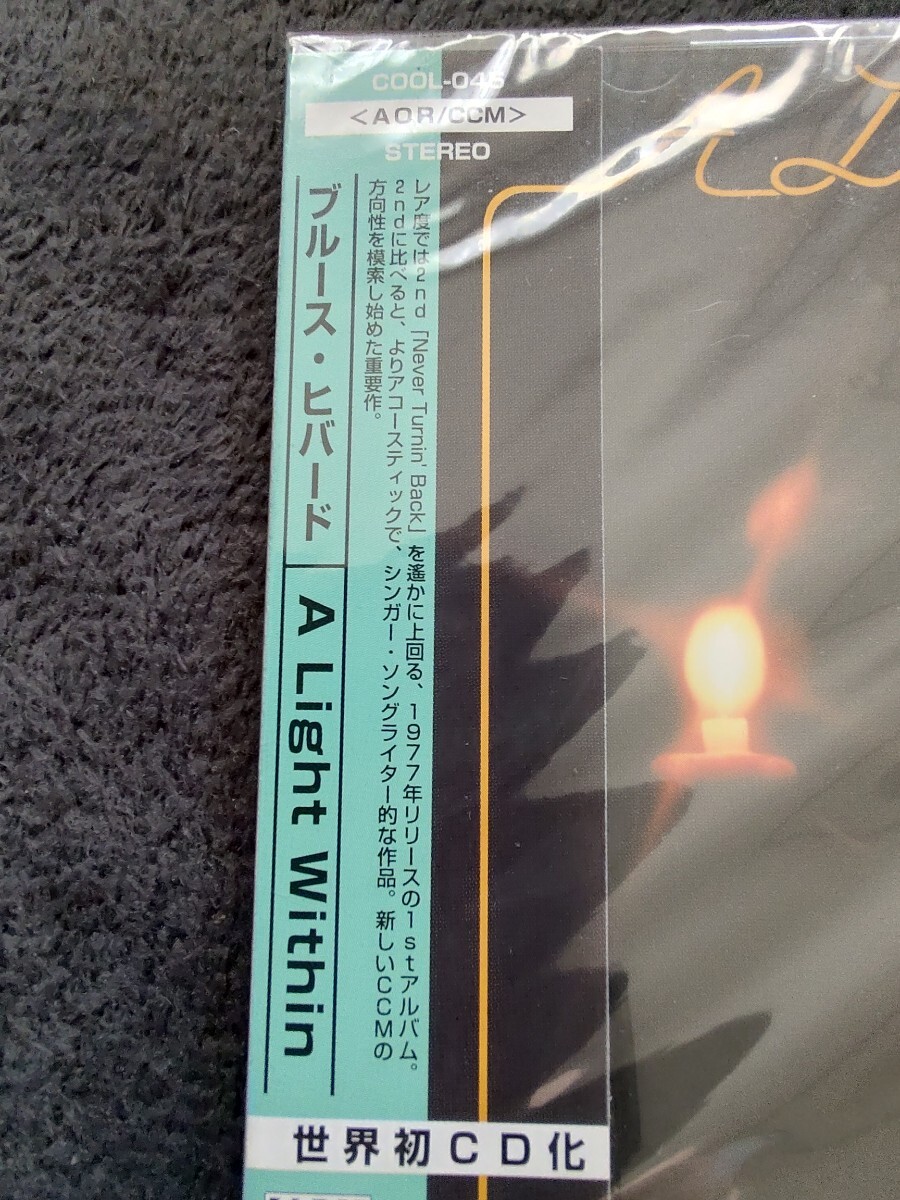 COOL-045
<AOR/CCM>
STEREO
レア度では2nd「Never Turnin' Back」を遙かに上回る、1977年リリースの1stアルバム。
2ndに比べると、よりアコースティックで、シンガー・ソングライター的な作品。新しいCCMの
方向性を模索し始めた重要作。
ブルース・ヒバード
A Light Within
世界初CD化